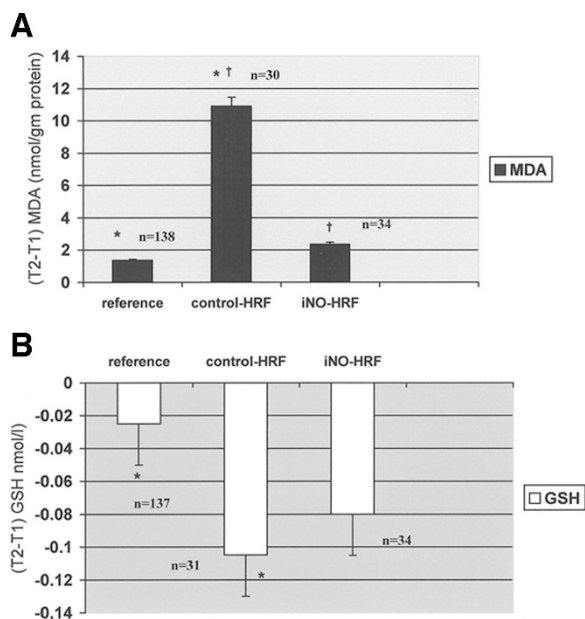 A
(T2-T1) MDA (nmol/gm protein)
14
12
10
8
6
4
2
0
* †
n=30
*
n=138
†
n=34
reference
control-HRF
iNO-HRF
MDA
B
reference
control-HRF
iNO-HRF
(T2-T1) GSH nmol/l
0
-0.02
-0.04
-0.06
-0.08
-0.1
-0.12
-0.14
*
n=137
n=31
*
n=34
GSH